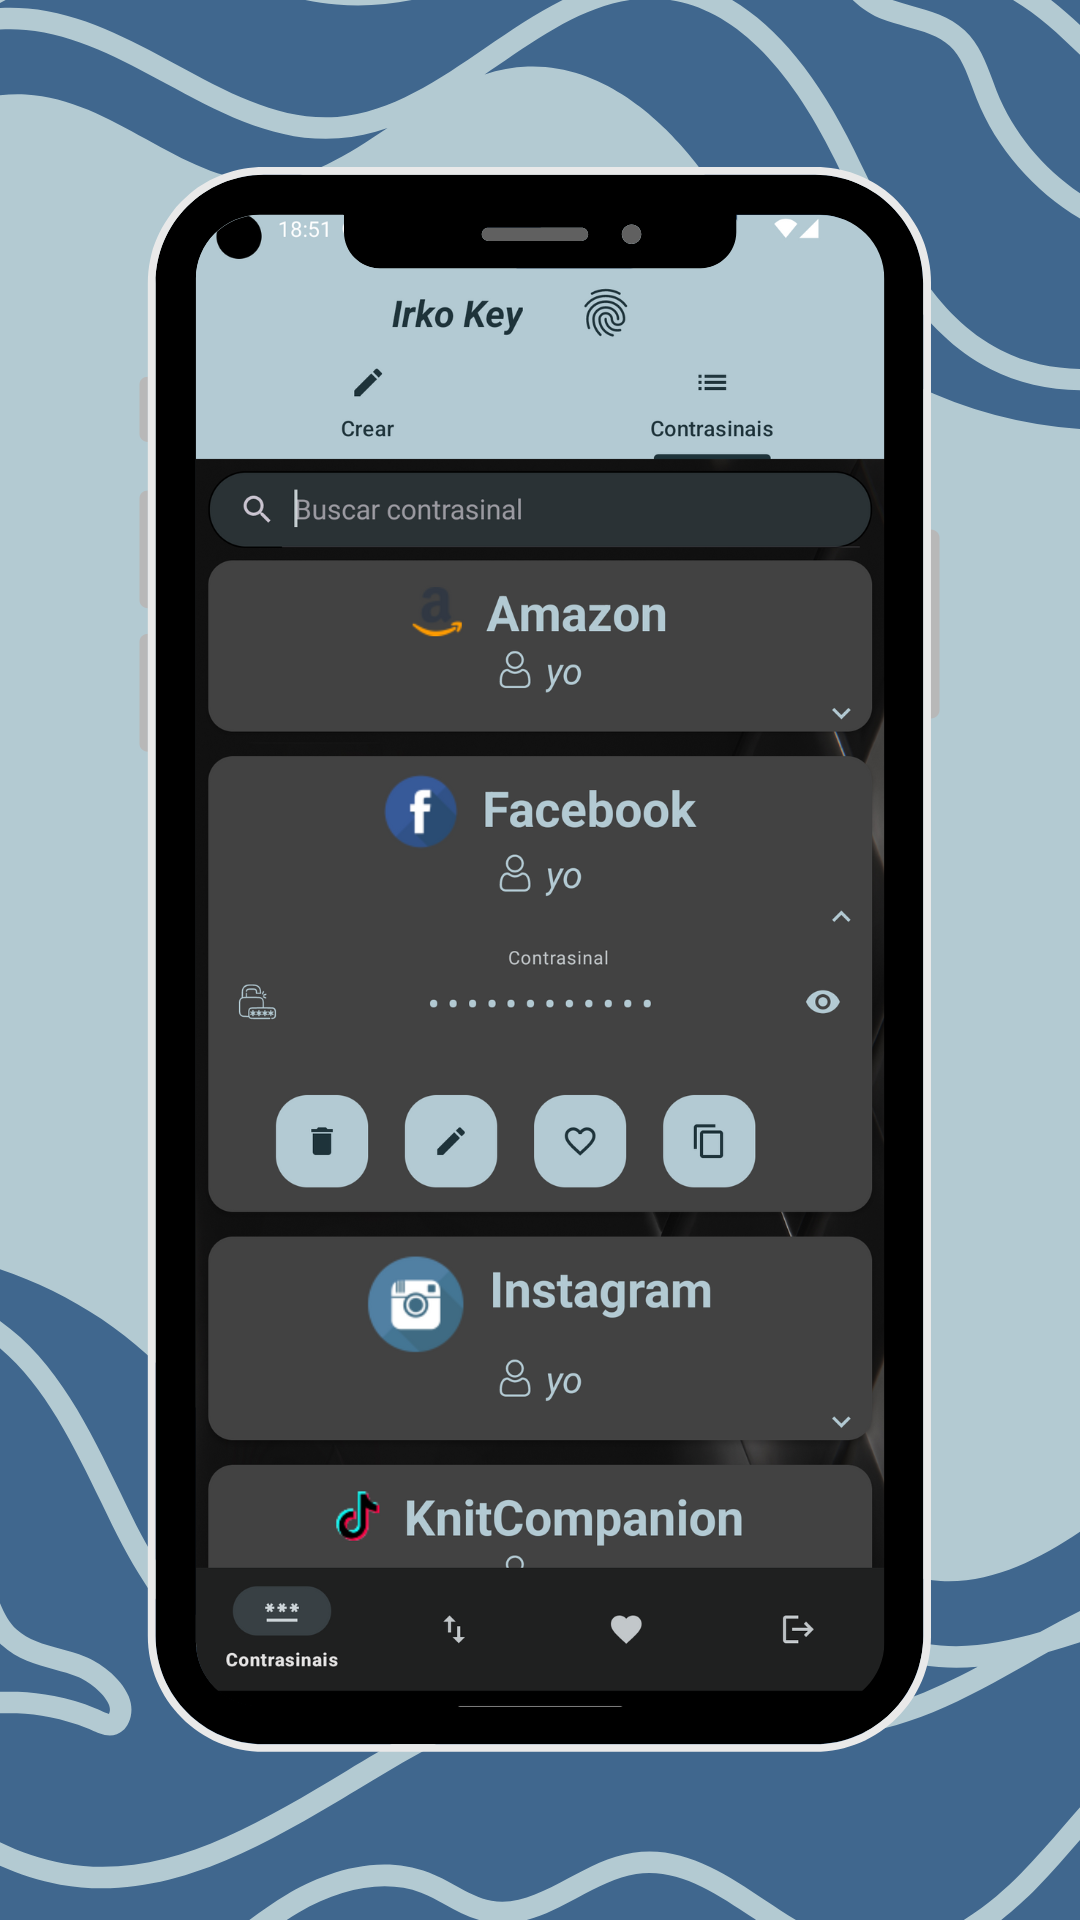 18:51
Irko Key
Crear
Contrasinais
Buscar contrasinal
Amazon
yo
Facebook
yo
Contrasinal
••••••••••••
Instagram
yo
KnitCompanion
***
Contrasinais